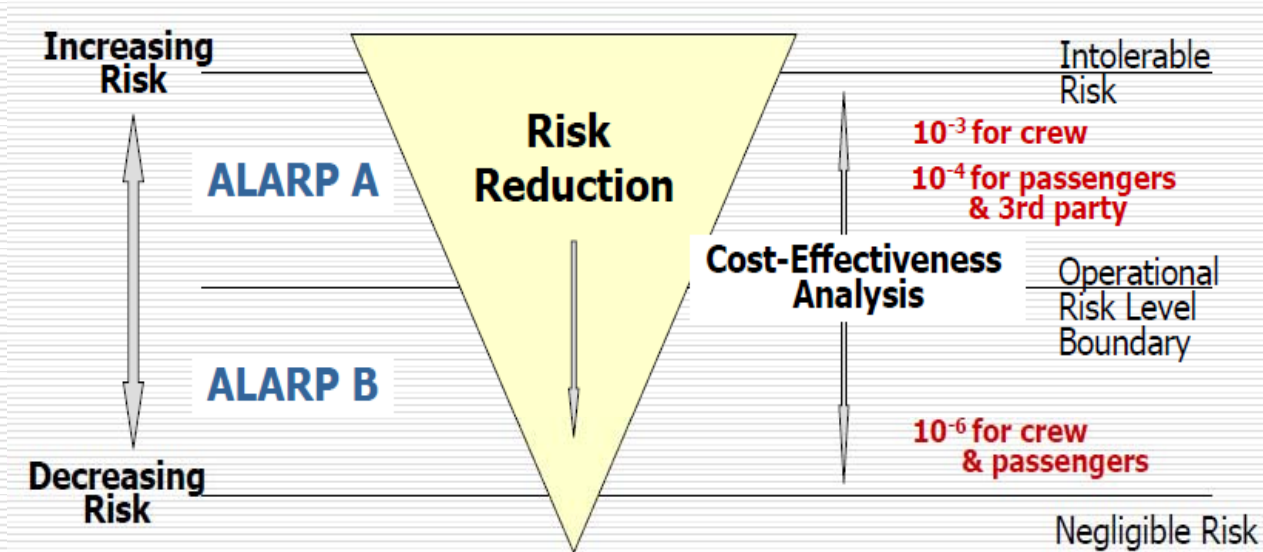 Increasing
Risk
ALARP A
ALARP B
Decreasing
Risk
Risk
Reduction
Cost-Effectiveness
Analysis
Intolerable
Risk
10⁻³ for crew
10⁻⁴ for passengers
& 3rd party
Operational
Risk Level
Boundary
10⁻⁶ for crew
& passengers
Negligible Risk